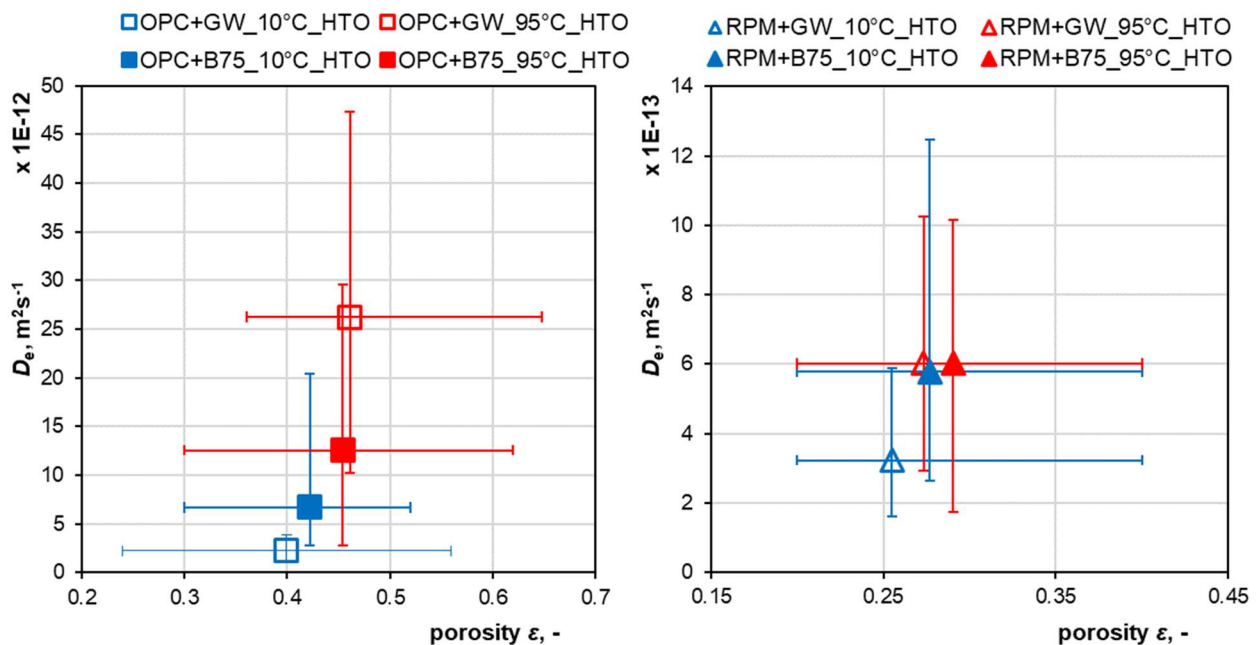 OPC+GW_10°C_HTO OPC+GW_95°C_HTO
OPC+B75_10°C_HTO OPC+B75_95°C_HTO
x 1E-12
Dₑ, m²s⁻¹
50
45
40
35
30
25
20
15
10
5
0
0.2 0.3 0.4 0.5 0.6 0.7
porosity ε, -
RPM+GW_10°C_HTO RPM+GW_95°C_HTO
RPM+B75_10°C_HTO RPM+B75_95°C_HTO
x 1E-13
Dₑ, m²s⁻¹
14
12
10
8
6
4
2
0
0.15 0.25 0.35 0.45
porosity ε, -